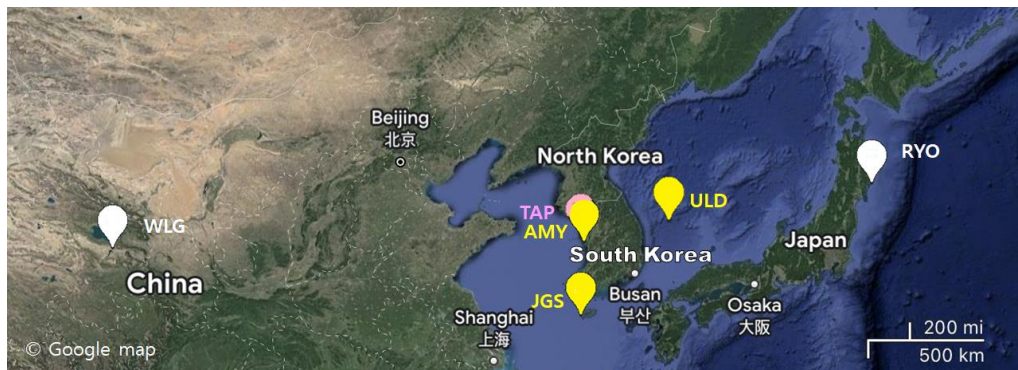 Beijing
北京
North Korea
RYO
TAP
ULD
WLG
AMY
South Korea
Japan
China
JGS
Busan
부산
Shanghai
上海
Osaka
大阪
200 mi
500 km
© Google map